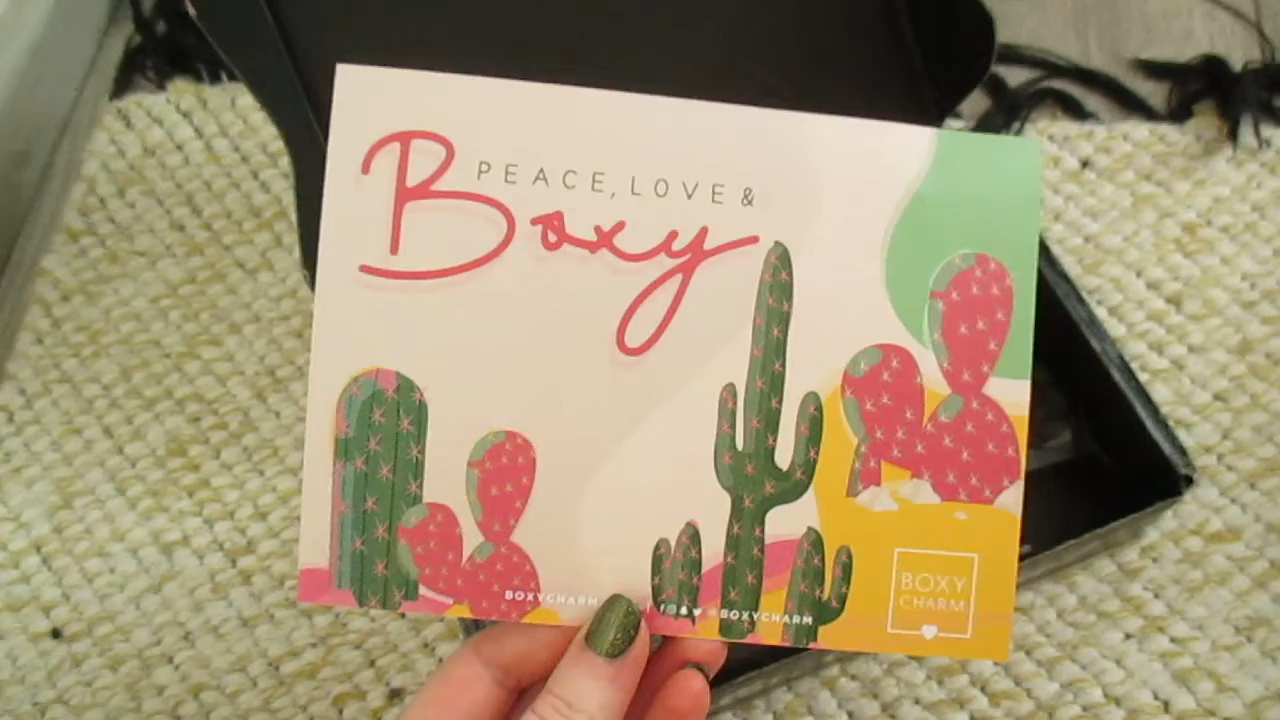 PEACE, LOVE &
Boxy
BOXYCHARM
@BOXYCHARM
BOXY
CHARM